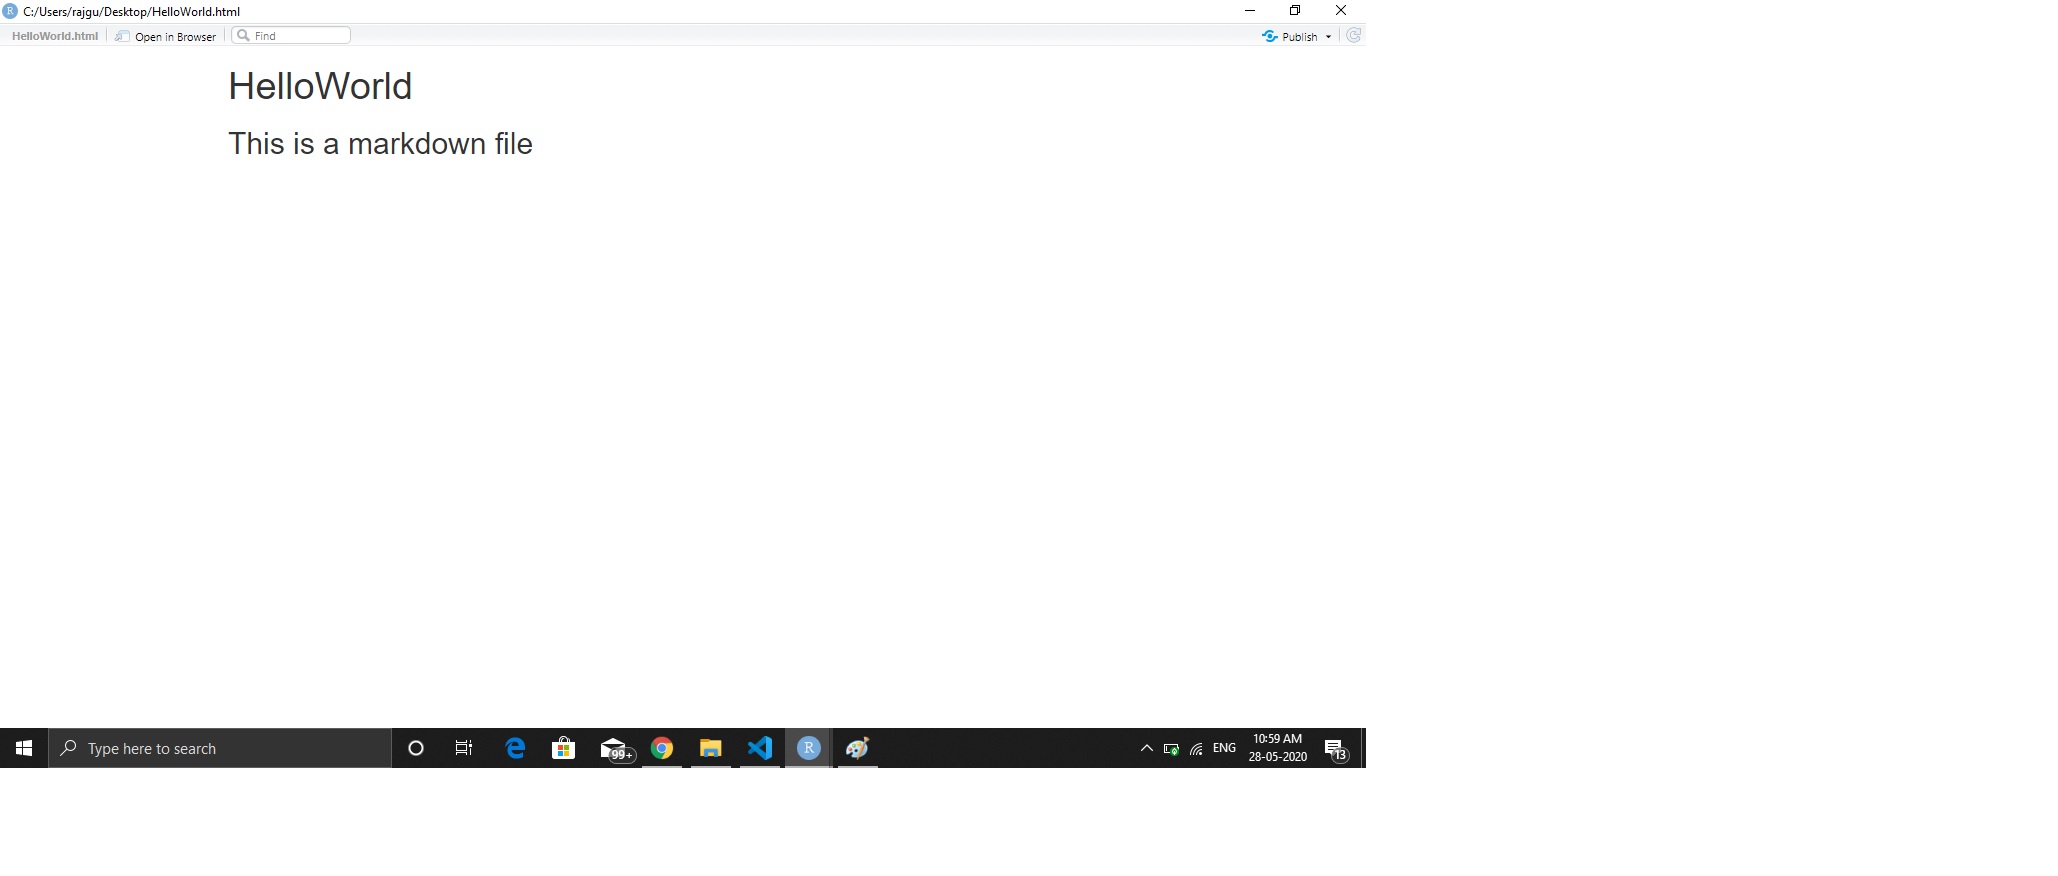 C:/Users/rajgu/Desktop/HelloWorld.html
HelloWorld.html Open in Browser Find Publish
HelloWorld
This is a markdown file
Type here to search 99+ R ENG 10:59 AM
28-05-2020 13